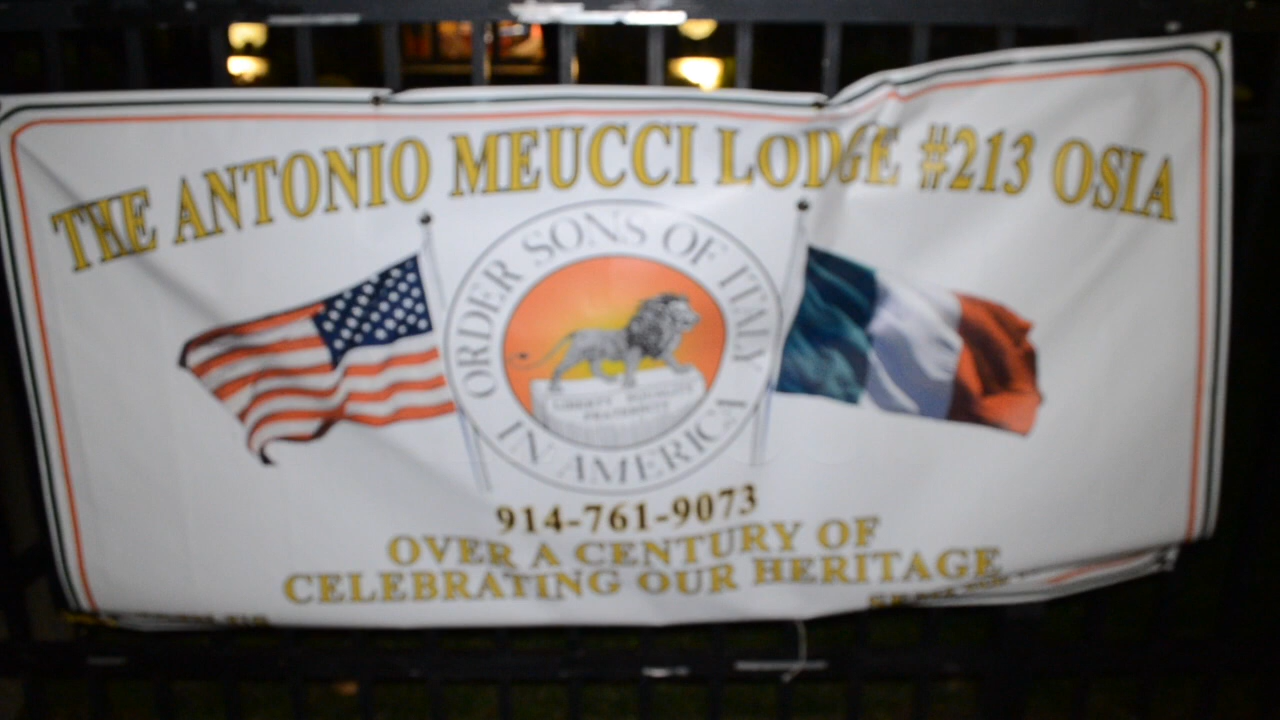 THE ANTONIO MEUCCI LODGE #213 OSIA
ORDER SONS OF ITALY
IN AMERICA
914-761-9073
OVER A CENTURY OF
CELEBRATING OUR HERITAGE